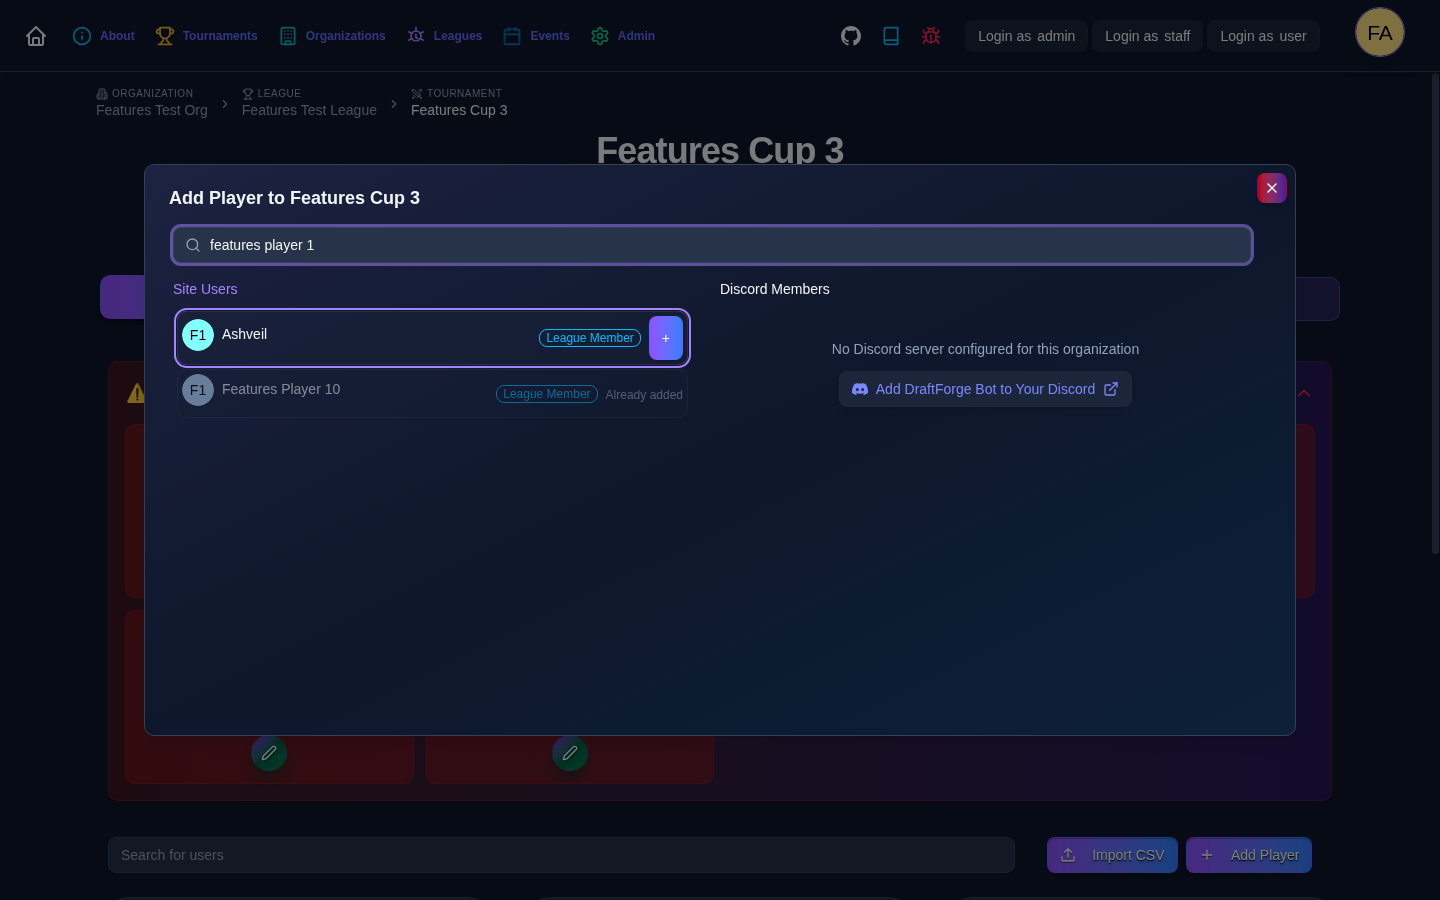 About
Tournaments
Organizations
Leagues
Events
Admin
Login as admin
Login as staff
Login as user
FA
ORGANIZATION
Features Test Org
LEAGUE
Features Test League
TOURNAMENT
Features Cup 3
Features Cup 3
Add Player to Features Cup 3
features player 1
Site Users
F1
Ashveil
League Member
+
F1
Features Player 10
League Member
Already added
Discord Members
No Discord server configured for this organization
Add DraftForge Bot to Your Discord
Search for users
Import CSV
Add Player